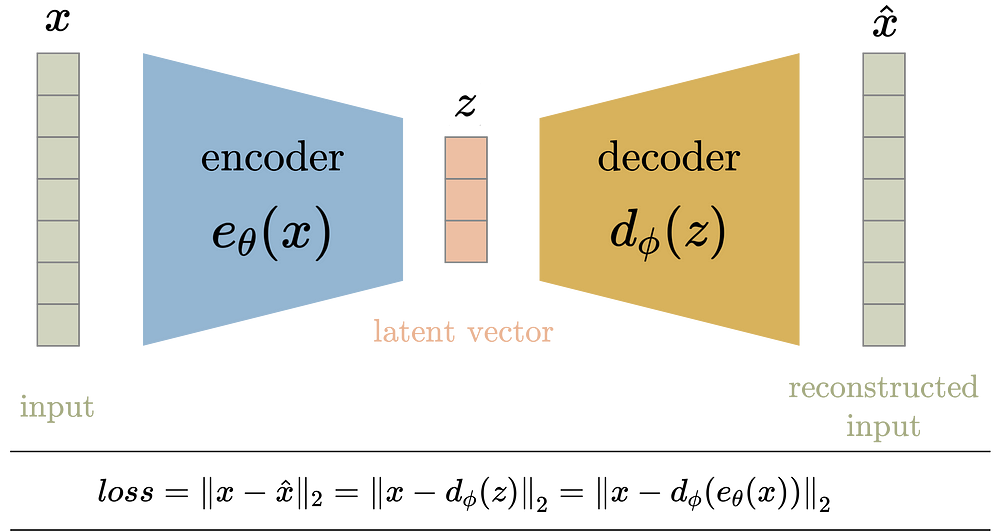 x
x̂
z
encoder
e_θ(x)
decoder
d_ϕ(z)
latent vector
input
reconstructed
input
loss = ‖x − x̂‖₂ = ‖x − d_ϕ(z)‖₂ = ‖x − d_ϕ(e_θ(x))‖₂